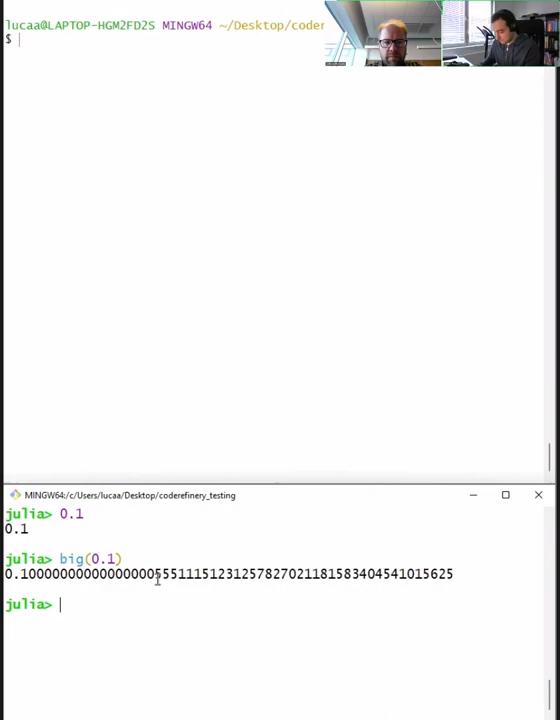 lucaa@LAPTOP-HGM2FD2S MINGW64 ~/Desktop/coder
$
MINGW64:/c/Users/lucaa/Desktop/coderefinery_testing
julia> 0.1
0.1
julia> big(0.1)
0.1000000000000000055511151231257827021181583404541015625
julia>